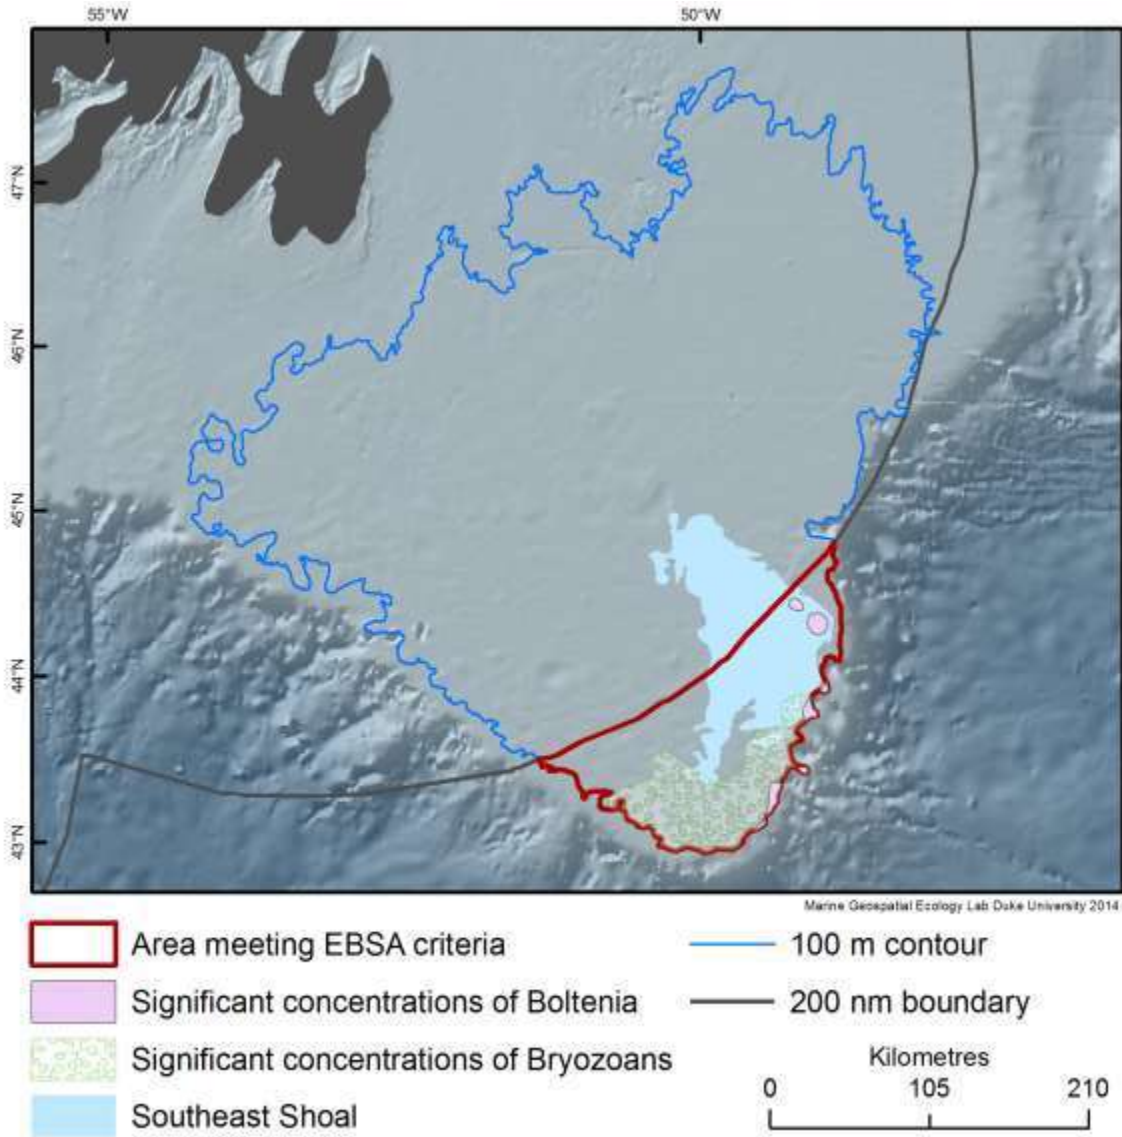 55°W 50°W
47°N
46°N
45°N
44°N
43°N
Marine Geospatial Ecology Lab Duke University 2014
Area meeting EBSA criteria
Significant concentrations of Boltenia
Significant concentrations of Bryozoans
Southeast Shoal
100 m contour
200 nm boundary
Kilometres
0 105 210